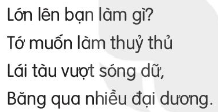 Lớn lên bạn làm gì?
Tớ muốn làm thuỷ thủ
Lái tàu vượt sóng dữ,
Băng qua nhiều đại dương.